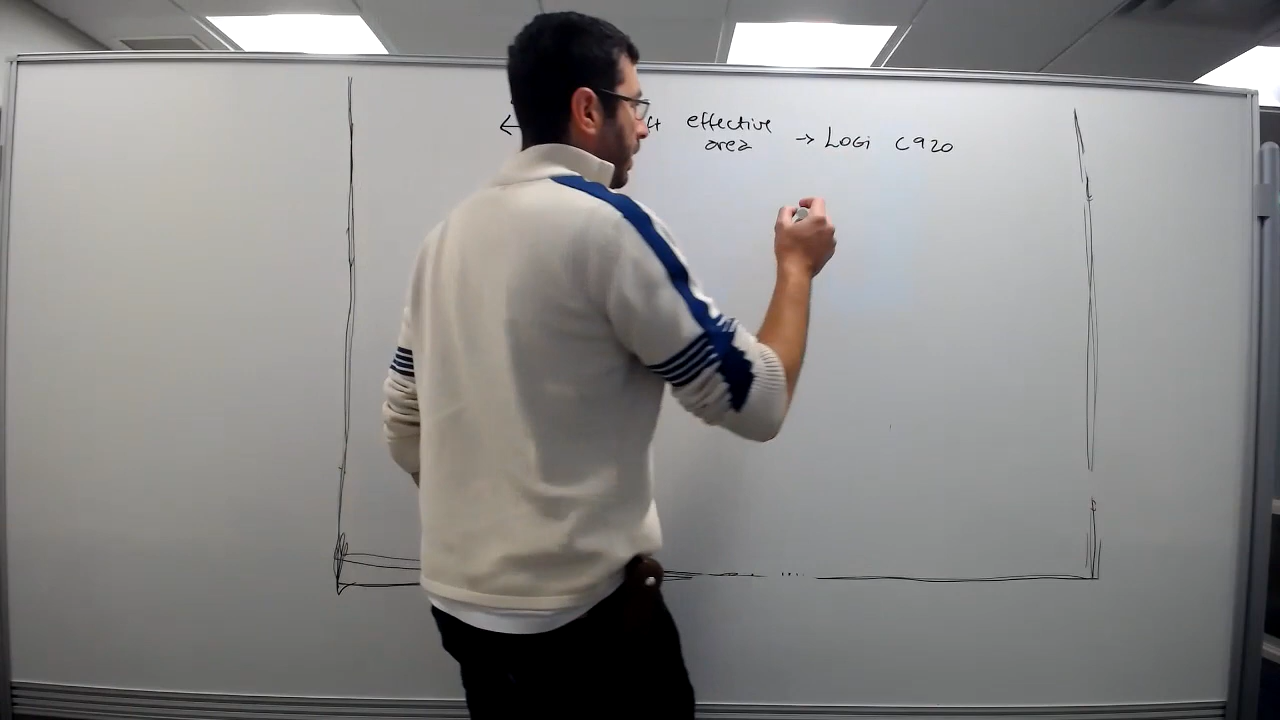 ← effective → LOGi C920
area